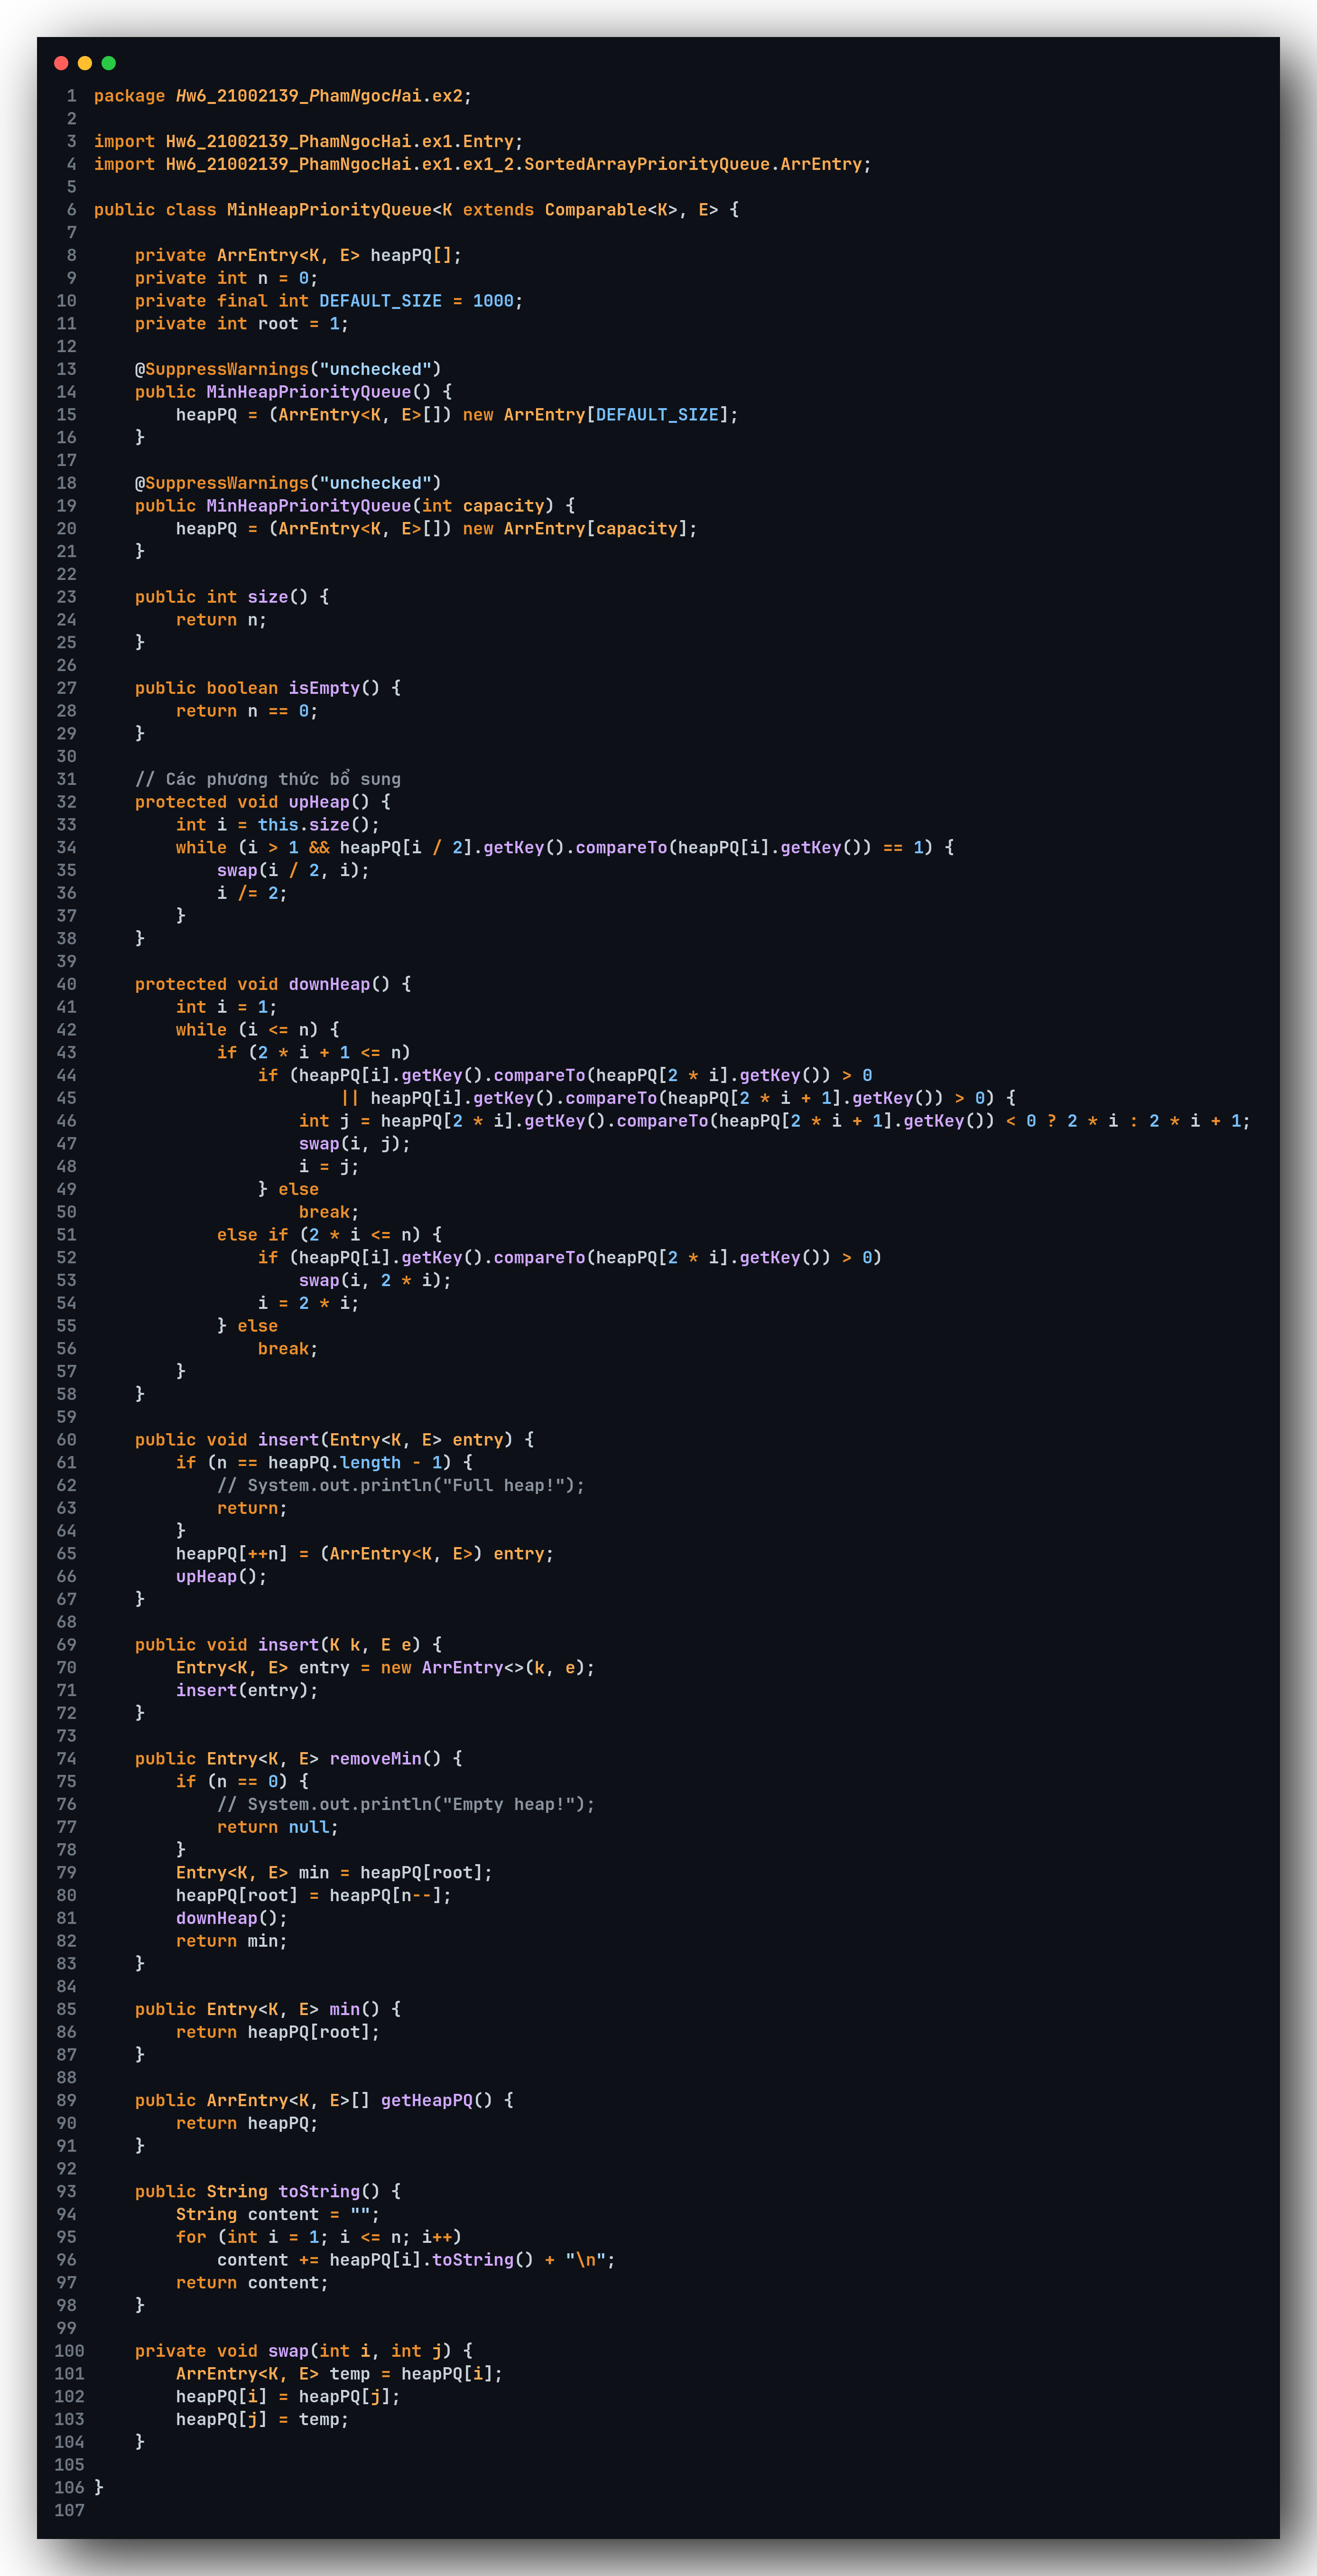 1 package Hw6_21002139_PhamNgocHai.ex2;
2
3 import Hw6_21002139_PhamNgocHai.ex1.Entry;
4 import Hw6_21002139_PhamNgocHai.ex1.ex1_2.SortedArrayPriorityQueue.ArrEntry;
5
6 public class MinHeapPriorityQueue<K extends Comparable<K>, E> {
7
8     private ArrEntry<K, E> heapPQ[];
9     private int n = 0;
10     private final int DEFAULT_SIZE = 1000;
11     private int root = 1;
12
13     @SuppressWarnings("unchecked")
14     public MinHeapPriorityQueue() {
15         heapPQ = (ArrEntry<K, E>[]) new ArrEntry[DEFAULT_SIZE];
16     }
17
18     @SuppressWarnings("unchecked")
19     public MinHeapPriorityQueue(int capacity) {
20         heapPQ = (ArrEntry<K, E>[]) new ArrEntry[capacity];
21     }
22
23     public int size() {
24         return n;
25     }
26
27     public boolean isEmpty() {
28         return n == 0;
29     }
30
31     // Các phương thức bổ sung
32     protected void upHeap() {
33         int i = this.size();
34         while (i > 1 && heapPQ[i / 2].getKey().compareTo(heapPQ[i].getKey()) == 1) {
35             swap(i / 2, i);
36             i /= 2;
37         }
38     }
39
40     protected void downHeap() {
41         int i = 1;
42         while (i <= n) {
43             if (2 * i + 1 <= n)
44                 if (heapPQ[i].getKey().compareTo(heapPQ[2 * i].getKey()) > 0
45                         || heapPQ[i].getKey().compareTo(heapPQ[2 * i + 1].getKey()) > 0) {
46                     int j = heapPQ[2 * i].getKey().compareTo(heapPQ[2 * i + 1].getKey()) < 0 ? 2 * i : 2 * i + 1;
47                     swap(i, j);
48                     i = j;
49                 } else
50                     break;
51             else if (2 * i <= n) {
52                 if (heapPQ[i].getKey().compareTo(heapPQ[2 * i].getKey()) > 0)
53                     swap(i, 2 * i);
54                 i = 2 * i;
55             } else
56                 break;
57         }
58     }
59
60     public void insert(Entry<K, E> entry) {
61         if (n == heapPQ.length - 1) {
62             // System.out.println("Full heap!");
63             return;
64         }
65         heapPQ[++n] = (ArrEntry<K, E>) entry;
66         upHeap();
67     }
68
69     public void insert(K k, E e) {
70         Entry<K, E> entry = new ArrEntry<>(k, e);
71         insert(entry);
72     }
73
74     public Entry<K, E> removeMin() {
75         if (n == 0) {
76             // System.out.println("Empty heap!");
77             return null;
78         }
79         Entry<K, E> min = heapPQ[root];
80         heapPQ[root] = heapPQ[n--];
81         downHeap();
82         return min;
83     }
84
85     public Entry<K, E> min() {
86         return heapPQ[root];
87     }
88
89     public ArrEntry<K, E>[] getHeapPQ() {
90         return heapPQ;
91     }
92
93     public String toString() {
94         String content = "";
95         for (int i = 1; i <= n; i++)
96             content += heapPQ[i].toString() + "\n";
97         return content;
98     }
99
100     private void swap(int i, int j) {
101         ArrEntry<K, E> temp = heapPQ[i];
102         heapPQ[i] = heapPQ[j];
103         heapPQ[j] = temp;
104     }
105
106 }
107